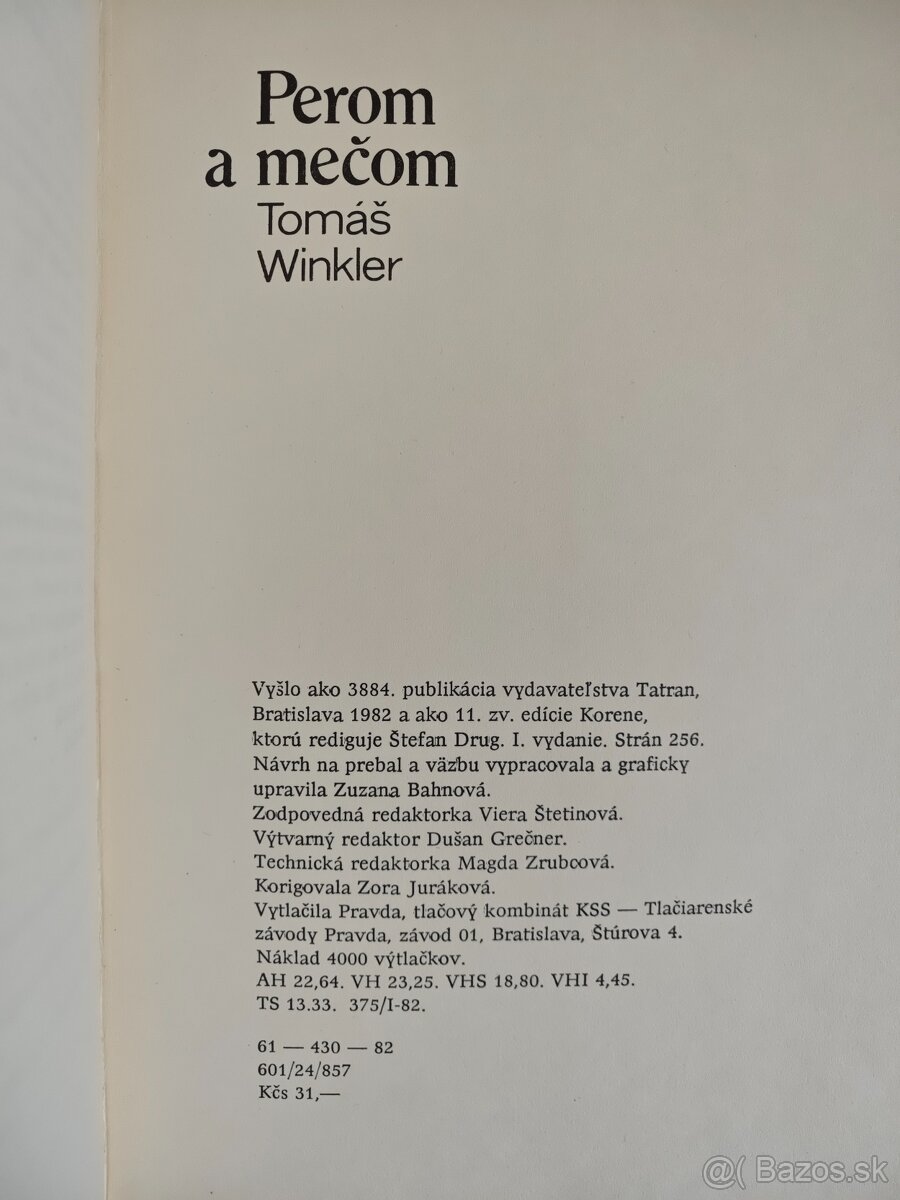 Perom
a mečom
Tomáš
Winkler
Vyšlo ako 3884. publikácia vydavateľstva Tatran,
Bratislava 1982 a ako 11. zv. edície Korene,
ktorú rediguje Štefan Drug. I. vydanie. Strán 256.
Návrh na prebal a väzbu vypracovala a graficky
upravila Zuzana Bahnová.
Zodpovedná redaktorka Viera Štetinová.
Výtvarný redaktor Dušan Grečner.
Technická redaktorka Magda Zrubcová.
Korigovala Zora Juráková.
Vytlačila Pravda, tlačový kombinát KSS — Tlačiarenské
závody Pravda, závod 01, Bratislava, Štúrova 4.
Náklad 4000 výtlačkov.
AH 22,64. VH 23,25. VHS 18,80. VHI 4,45.
TS 13.33. 375/I-82.
61 — 430 — 82
601/24/857
Kčs 31,—
@( Bazos.sk